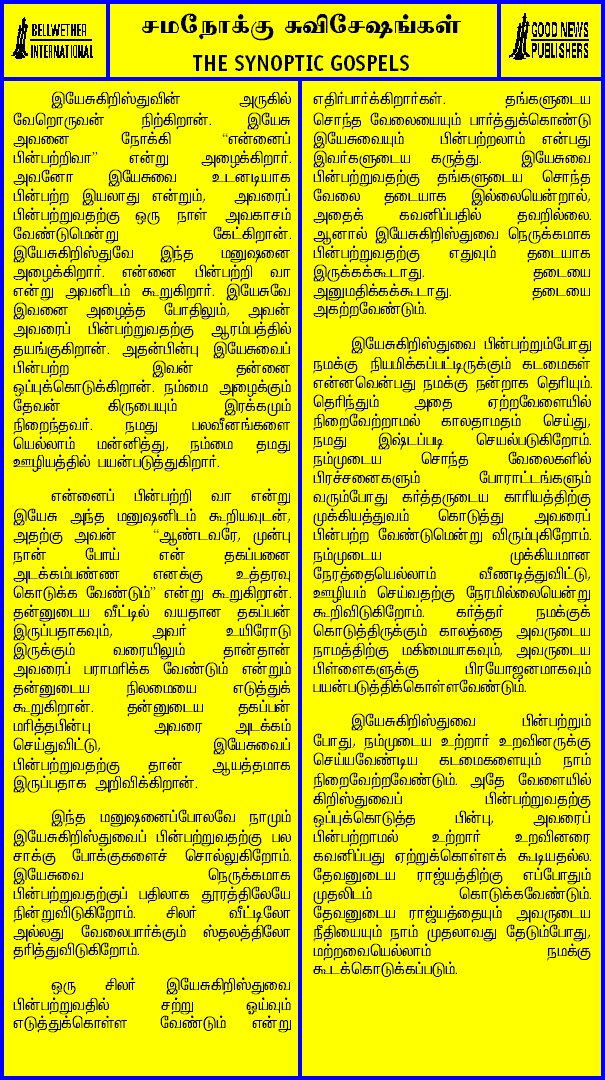 BELLWETHER
INTERNATIONAL
சமநோக்கு சுவிசேஷங்கள்
THE SYNOPTIC GOSPELS
GOOD NEWS
PUBLISHERS
இயேசுகிறிஸ்துவின் அருகில்
வேறொருவன் நிற்கிறான். இயேசு
அவனை நோக்கி “என்னைப்
பின்பற்றிவா” என்று அழைக்கிறார்.
அவனோ இயேசுவை உடனடியாக
பின்பற்ற இயலாது என்றும், அவரைப்
பின்பற்றுவதற்கு ஒரு நாள் அவகாசம்
வேண்டுமென்று கேட்கிறான்.
இயேசுகிறிஸ்துவே இந்த மனுஷனை
அழைக்கிறார். என்னை பின்பற்றி வா
என்று அவனிடம் கூறுகிறார். இயேசுவே
இவனை அழைத்த போதிலும், அவன்
அவரைப் பின்பற்றுவதற்கு ஆரம்பத்தில்
தயங்குகிறான். அதன்பின்பு இயேசுவைப்
பின்பற்ற இவன் தன்னை
ஒப்புக்கொடுக்கிறான். நம்மை அழைக்கும்
தேவன் கிருபையும் இரக்கமும்
நிறைந்தவர். நமது பலவீனங்களை
யெல்லாம் மன்னித்து, நம்மை தமது
ஊழியத்தில் பயன்படுத்துகிறார்.
என்னைப் பின்பற்றி வா என்று
இயேசு அந்த மனுஷனிடம் கூறியவுடன்,
அதற்கு அவன் “ஆண்டவரே, முன்பு
நான் போய் என் தகப்பனை
அடக்கம்பண்ண எனக்கு உத்தரவு
கொடுக்க வேண்டும்” என்று கூறுகிறான்.
தன்னுடைய வீட்டில் வயதான தகப்பன்
இருப்பதாகவும், அவர் உயிரோடு
இருக்கும் வரையிலும் தான்தான்
அவரைப் பராமரிக்க வேண்டும் என்றும்
தன்னுடைய நிலமையை எடுத்துக்
கூறுகிறான். தன்னுடைய தகப்பன்
மரித்தபின்பு அவரை அடக்கம்
செய்துவிட்டு, இயேசுவைப்
பின்பற்றுவதற்கு தான் ஆயத்தமாக
இருப்பதாக அறிவிக்கிறான்.
இந்த மனுஷனைப்போலவே நாமும்
இயேசுகிறிஸ்துவைப் பின்பற்றுவதற்கு பல
சாக்கு போக்குகளைச் சொல்லுகிறோம்.
இயேசுவை நெருக்கமாக
பின்பற்றுவதற்குப் பதிலாக தூரத்திலேயே
நின்றுவிடுகிறோம். சிலர் வீட்டிலோ
அல்லது வேலைபார்க்கும் ஸ்தலத்திலோ
தரித்துவிடுகிறோம்.
ஒரு சிலர் இயேசுகிறிஸ்துவை
பின்பற்றுவதில் சற்று ஓய்வும்
எடுத்துக்கொள்ள வேண்டும் என்று
எதிர்பார்க்கிறார்கள். தங்களுடைய
சொந்த வேலையையும் பார்த்துக்கொண்டு
இயேசுவையும் பின்பற்றலாம் என்பது
இவர்களுடைய கருத்து. இயேசுவை
பின்பற்றுவதற்கு தங்களுடைய சொந்த
வேலை தடையாக இல்லையென்றால்,
அதைக் கவனிப்பதில் தவறில்லை.
ஆனால் இயேசுகிறிஸ்துவை நெருக்கமாக
பின்பற்றுவதற்கு எதுவும் தடையாக
இருக்கக்கூடாது. தடையை
அனுமதிக்கக்கூடாது. தடையை
அகற்றவேண்டும்.
இயேசுகிறிஸ்துவை பின்பற்றும்போது
நமக்கு நியமிக்கப்பட்டிருக்கும் கடமைகள்
என்னவென்பது நமக்கு நன்றாக தெரியும்.
தெரிந்தும் அதை ஏற்றவேளையில்
நிறைவேற்றாமல் காலதாமதம் செய்து,
நமது இஷ்டப்படி செயல்படுகிறோம்.
நம்முடைய சொந்த வேலைகளில்
பிரச்சனைகளும் போராட்டங்களும்
வரும்போது கர்த்தருடைய காரியத்திற்கு
முக்கியத்துவம் கொடுத்து அவரைப்
பின்பற்ற வேண்டுமென்று விரும்புகிறோம்.
நம்முடைய முக்கியமான
நேரத்தையெல்லாம் வீணடித்துவிட்டு,
ஊழியம் செய்வதற்கு நேரமில்லையென்று
கூறிவிடுகிறோம். கர்த்தர் நமக்குக்
கொடுத்திருக்கும் காலத்தை அவருடைய
நாமத்திற்கு மகிமையாகவும், அவருடைய
பிள்ளைகளுக்கு பிரயோஜனமாகவும்
பயன்படுத்திக்கொள்ளவேண்டும்.
இயேசுகிறிஸ்துவை பின்பற்றும்
போது, நம்முடைய உற்றார் உறவினருக்கு
செய்யவேண்டிய கடமைகளையும் நாம்
நிறைவேற்றவேண்டும். அதே வேளையில்
கிறிஸ்துவைப் பின்பற்றுவதற்கு
ஒப்புக்கொடுத்த பின்பு, அவரைப்
பின்பற்றாமல் உற்றார் உறவினரை
கவனிப்பது ஏற்றுக்கொள்ளக் கூடியதல்ல.
தேவனுடைய ராஜ்யத்திற்கு எப்போதும்
முதலிடம் கொடுக்கவேண்டும்.
தேவனுடைய ராஜ்யத்தையும் அவருடைய
நீதியையும் நாம் முதலாவது தேடும்போது,
மற்றவையெல்லாம் நமக்கு
கூடக்கொடுக்கப்படும்.